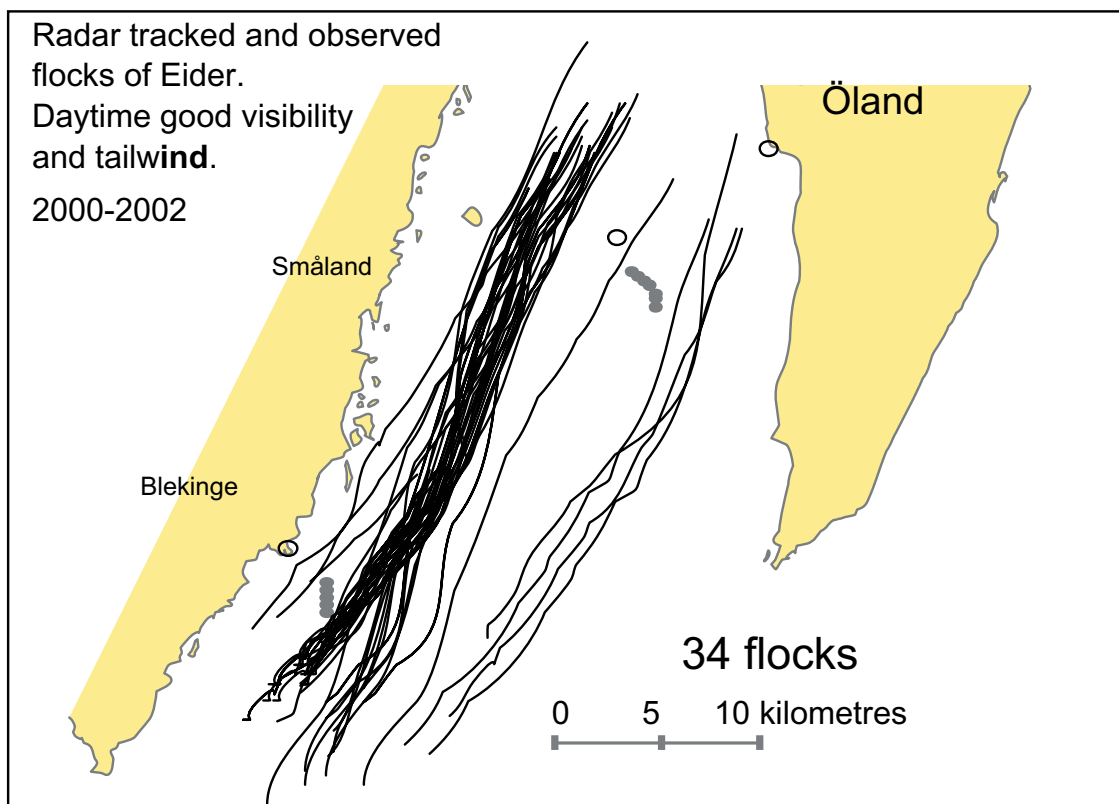 Radar tracked and observed
flocks of Eider.
Daytime good visibility
and tailwind.
2000-2002
Öland
Småland
Blekinge
34 flocks
0 5 10 kilometres